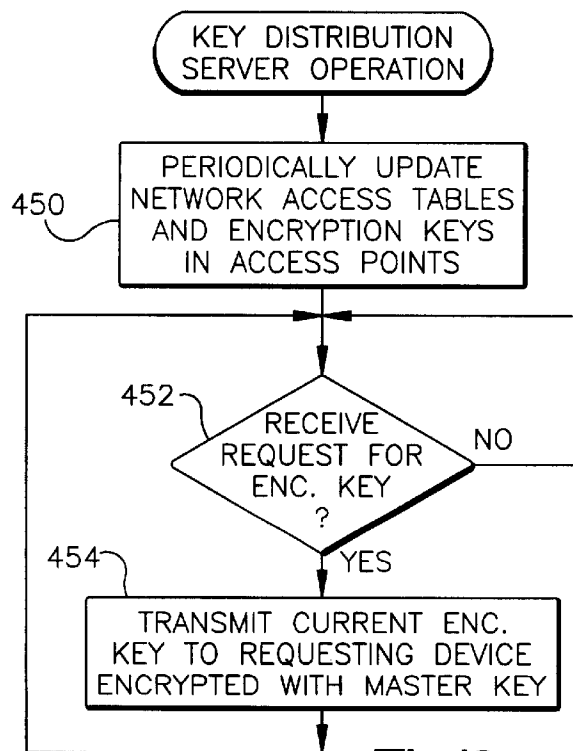 KEY DISTRIBUTION
SERVER OPERATION
PERIODICALLY UPDATE
NETWORK ACCESS TABLES
AND ENCRYPTION KEYS
IN ACCESS POINTS
450
452
RECEIVE
REQUEST FOR
ENC. KEY
?
NO
YES
454
TRANSMIT CURRENT ENC.
KEY TO REQUESTING DEVICE
ENCRYPTED WITH MASTER KEY